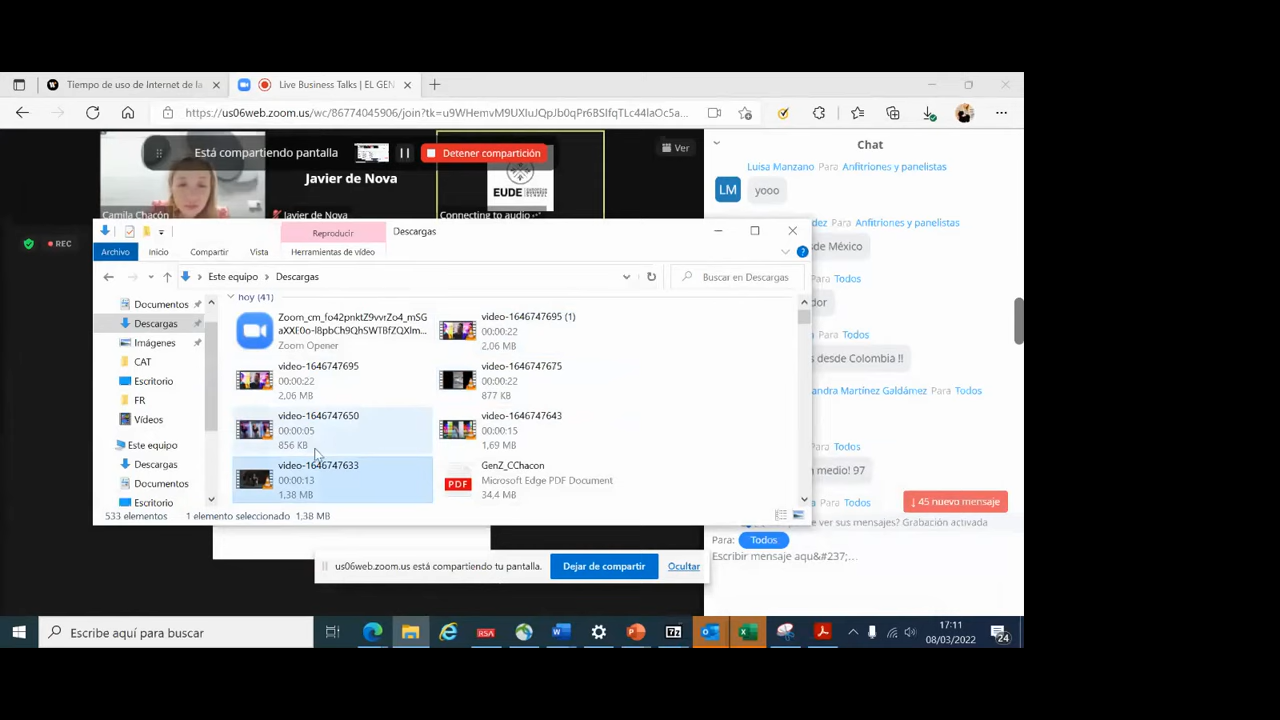 Tiempo de uso de Internet de la
Live Business Talks | EL GEN
https://us06web.zoom.us/wc/86774045906/join?tk=u9WHemvM9UXIuJQpJb0qPr6BSIfqTLc44IaOc5a...
Está compartiendo pantalla
Detener compartición
Ver
Camila Chacón
Javier de Nova
Javier de Nova
EUDE
Connecting to audio
REC
Chat
Luisa Manzano Para Anfitriones y panelistas
LM
yooo
dez Para Anfitriones y panelistas
sde México
Para Todos
dor
Para Todos
s desde Colombia !!
andra Martínez Galdámez Para Todos
Para Todos
medio! 97
Para Todos
↓ 45 nuevo mensaje
e ver sus mensajes? Grabación activada
Para: Todos
Escribir mensaje aqu&#237;...
Reproducir
Descargas
Archivo
Inicio
Compartir
Vista
Herramientas de vídeo
Este equipo > Descargas
Buscar en Descargas
Documentos
Descargas
Imágenes
CAT
Escritorio
FR
Vídeos
Este equipo
Descargas
Documentos
Escritorio
hoy (41)
Zoom_cm_fo42pnktZ9vvrZo4_mSG
aXXE0o-l8pbCh9QhSWTBfZQXlm...
Zoom Opener
video-1646747695 (1)
00:00:22
2,06 MB
video-1646747695
00:00:22
2,06 MB
video-1646747675
00:00:22
877 KB
video-1646747650
00:00:05
856 KB
video-1646747643
00:00:15
1,69 MB
video-1646747633
00:00:13
1,38 MB
GenZ_CChacon
Microsoft Edge PDF Document
34,4 MB
PDF
533 elementos
1 elemento seleccionado 1,38 MB
us06web.zoom.us está compartiendo tu pantalla.
Dejar de compartir
Ocultar
Escribe aquí para buscar
RSA
17:11
08/03/2022
24